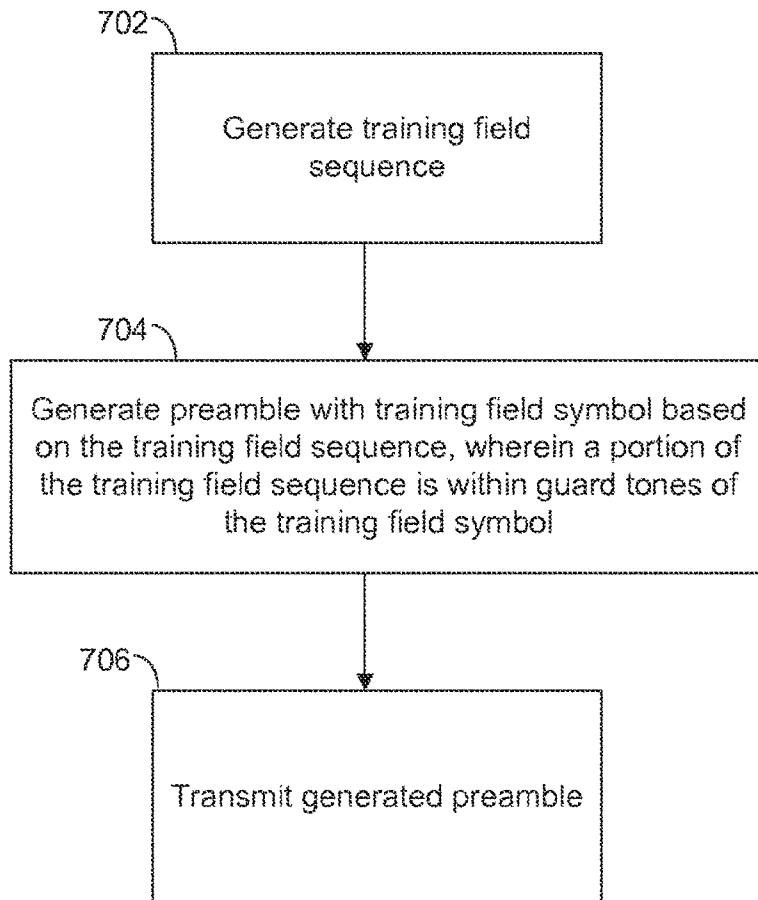 702
Generate training field
sequence
704
Generate preamble with training field symbol based
on the training field sequence, wherein a portion of
the training field sequence is within guard tones of
the training field symbol
706
Transmit generated preamble